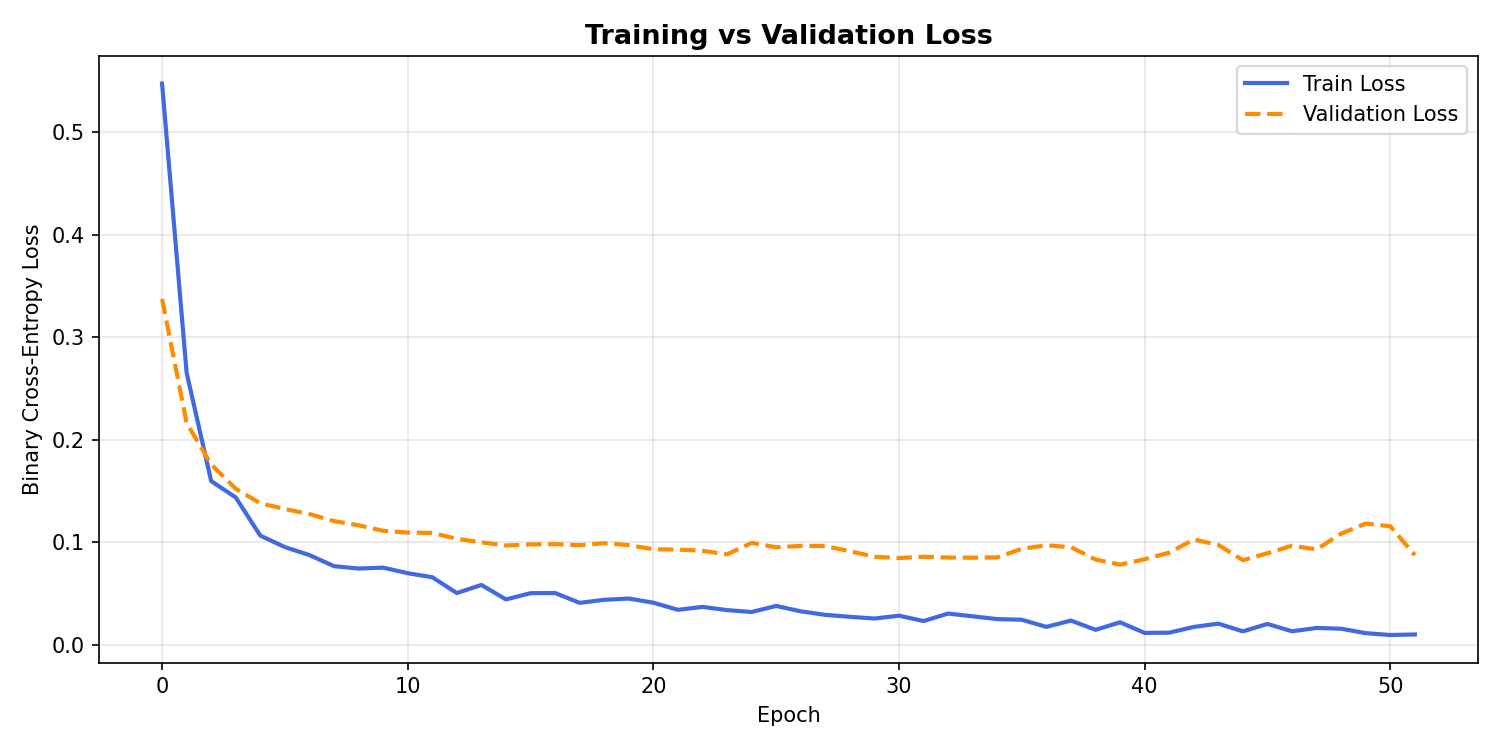 Training vs Validation Loss
Train Loss
Validation Loss
Binary Cross-Entropy Loss
0.5
0.4
0.3
0.2
0.1
0.0
0 10 20 30 40 50
Epoch